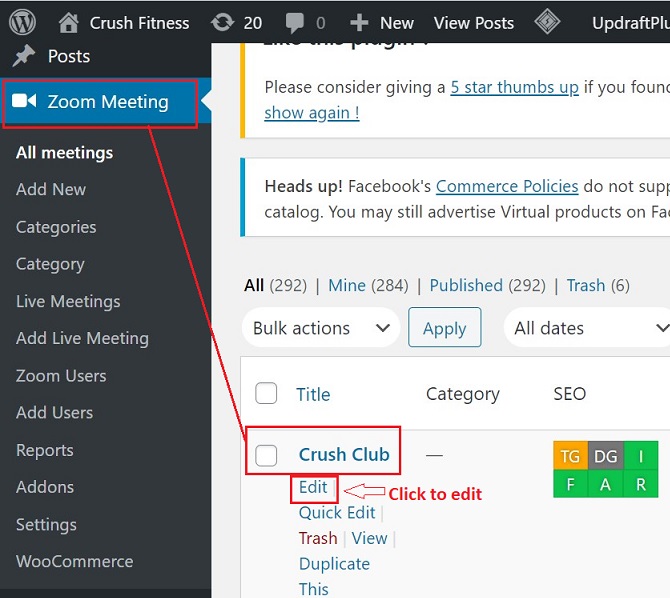 Crush Fitness 20 0 New View Posts UpdraftPlu
Posts
Zoom Meeting
All meetings
Add New
Categories
Category
Live Meetings
Add Live Meeting
Zoom Users
Add Users
Reports
Addons
Settings
WooCommerce
Like this plugin ?
Please consider giving a 5 star thumbs up if you found
show again !
Heads up! Facebook's Commerce Policies do not supp
catalog. You may still advertise Virtual products on Fac
All (292) | Mine (284) | Published (292) | Trash (6)
Bulk actions Apply All dates
Title Category SEO
Crush Club — TG DG I
F A R
Edit | Click to edit
Quick Edit |
Trash | View |
Duplicate
This